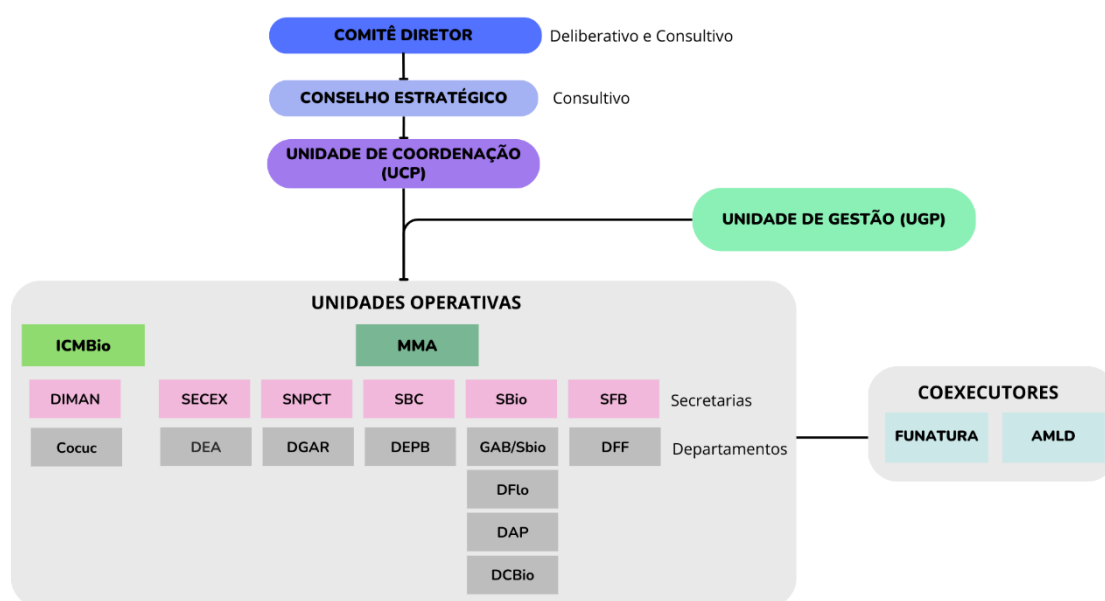 COMITÊ DIRETOR
Deliberativo e Consultivo
CONSELHO ESTRATÉGICO
Consultivo
UNIDADE DE COORDENAÇÃO
(UCP)
UNIDADE DE GESTÃO (UGP)
UNIDADES OPERATIVAS
ICMBio
MMA
DIMAN
SECEX
SNPCT
SBC
SBio
SFB
Secretarias
Cocuc
DEA
DGAR
DEPB
GAB/Sbio
DFF
Departamentos
DFlo
DAP
DCBio
COEXECUTORES
FUNATURA
AMLD